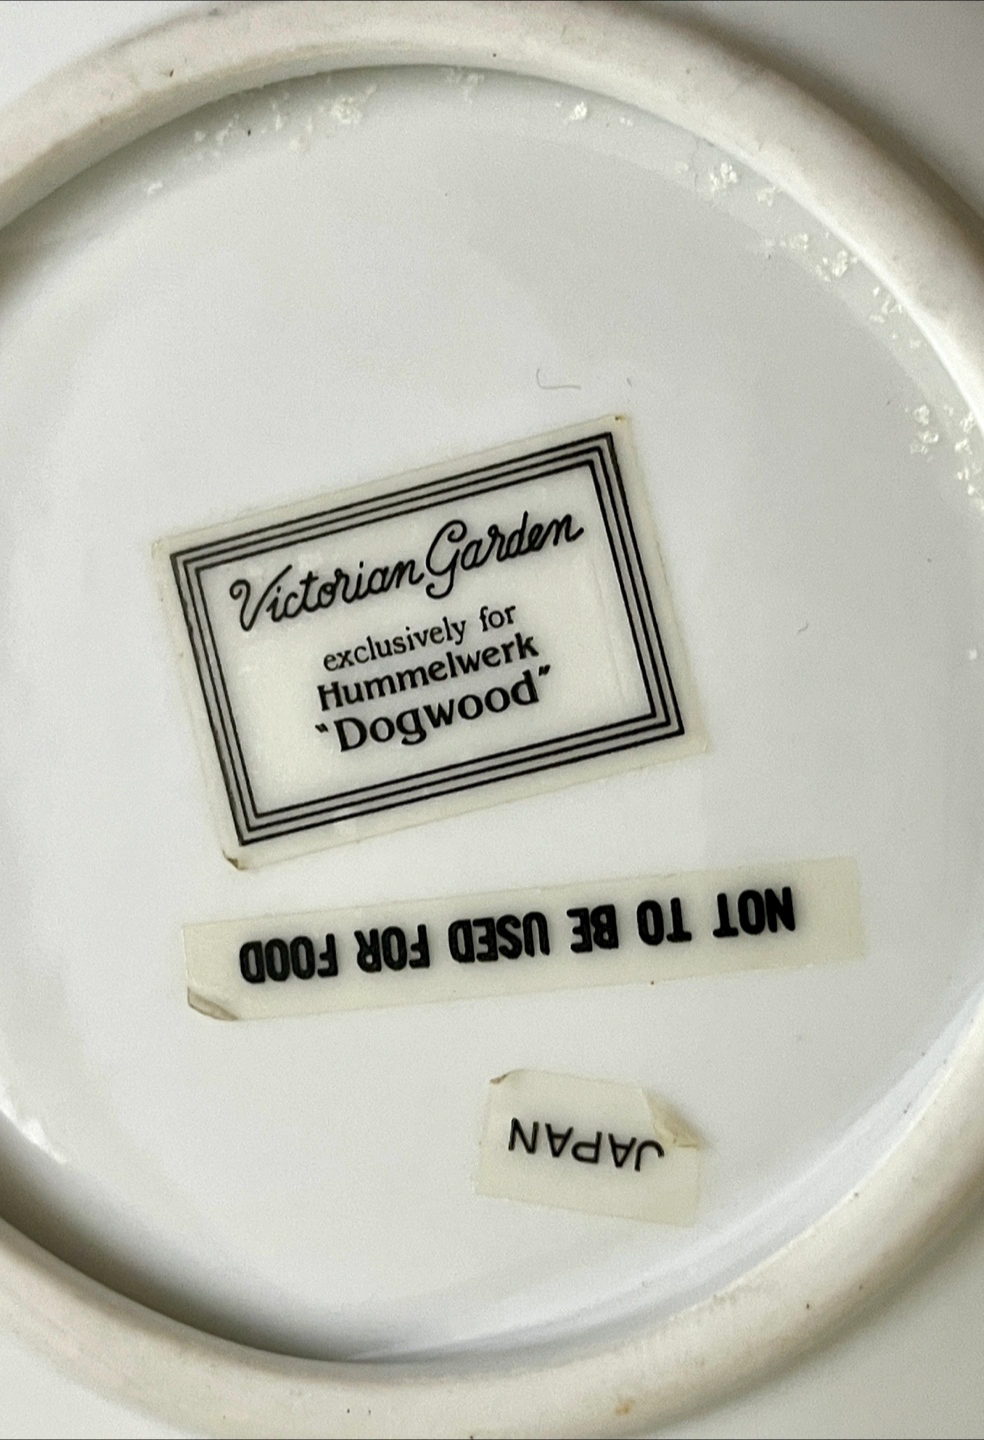 Victorian Garden
exclusively for
Hummelwerk
"Dogwood"
NOT TO BE USED FOR FOOD
JAPAN